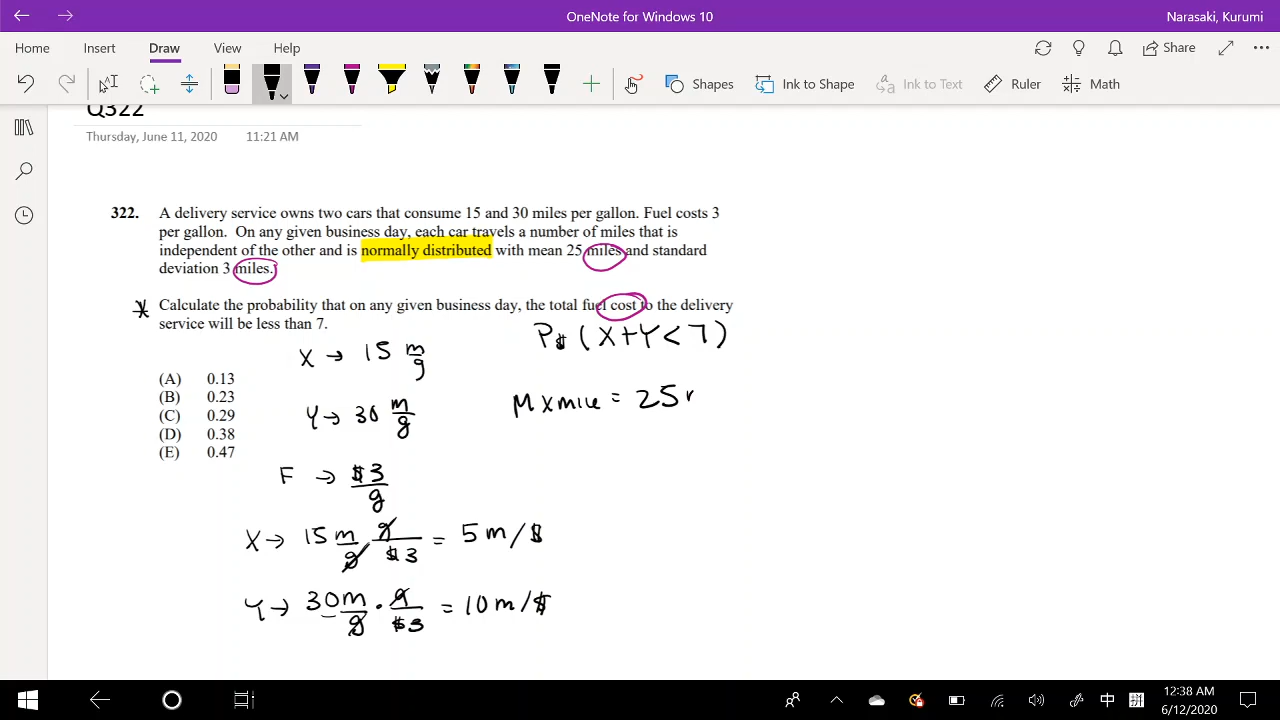 OneNote for Windows 10
Narasaki, Kurumi
Home Insert Draw View Help
Share
Shapes Ink to Shape Ink to Text Ruler Math
Q322
Thursday, June 11, 2020 11:21 AM
322. A delivery service owns two cars that consume 15 and 30 miles per gallon. Fuel costs 3
per gallon. On any given business day, each car travels a number of miles that is
independent of the other and is normally distributed with mean 25 miles and standard
deviation 3 miles.
Calculate the probability that on any given business day, the total fuel cost to the delivery
service will be less than 7.
P$ (X+Y<7)
X → 15 m/g
(A) 0.13
(B) 0.23
(C) 0.29
(D) 0.38
(E) 0.47
M X mile = 25
Y → 30 m/g
F → $3/g
X → 15 m/g · g/$3 = 5 m/$
Y → 30 m/g · g/$3 = 10 m/$
中
12:38 AM
6/12/2020